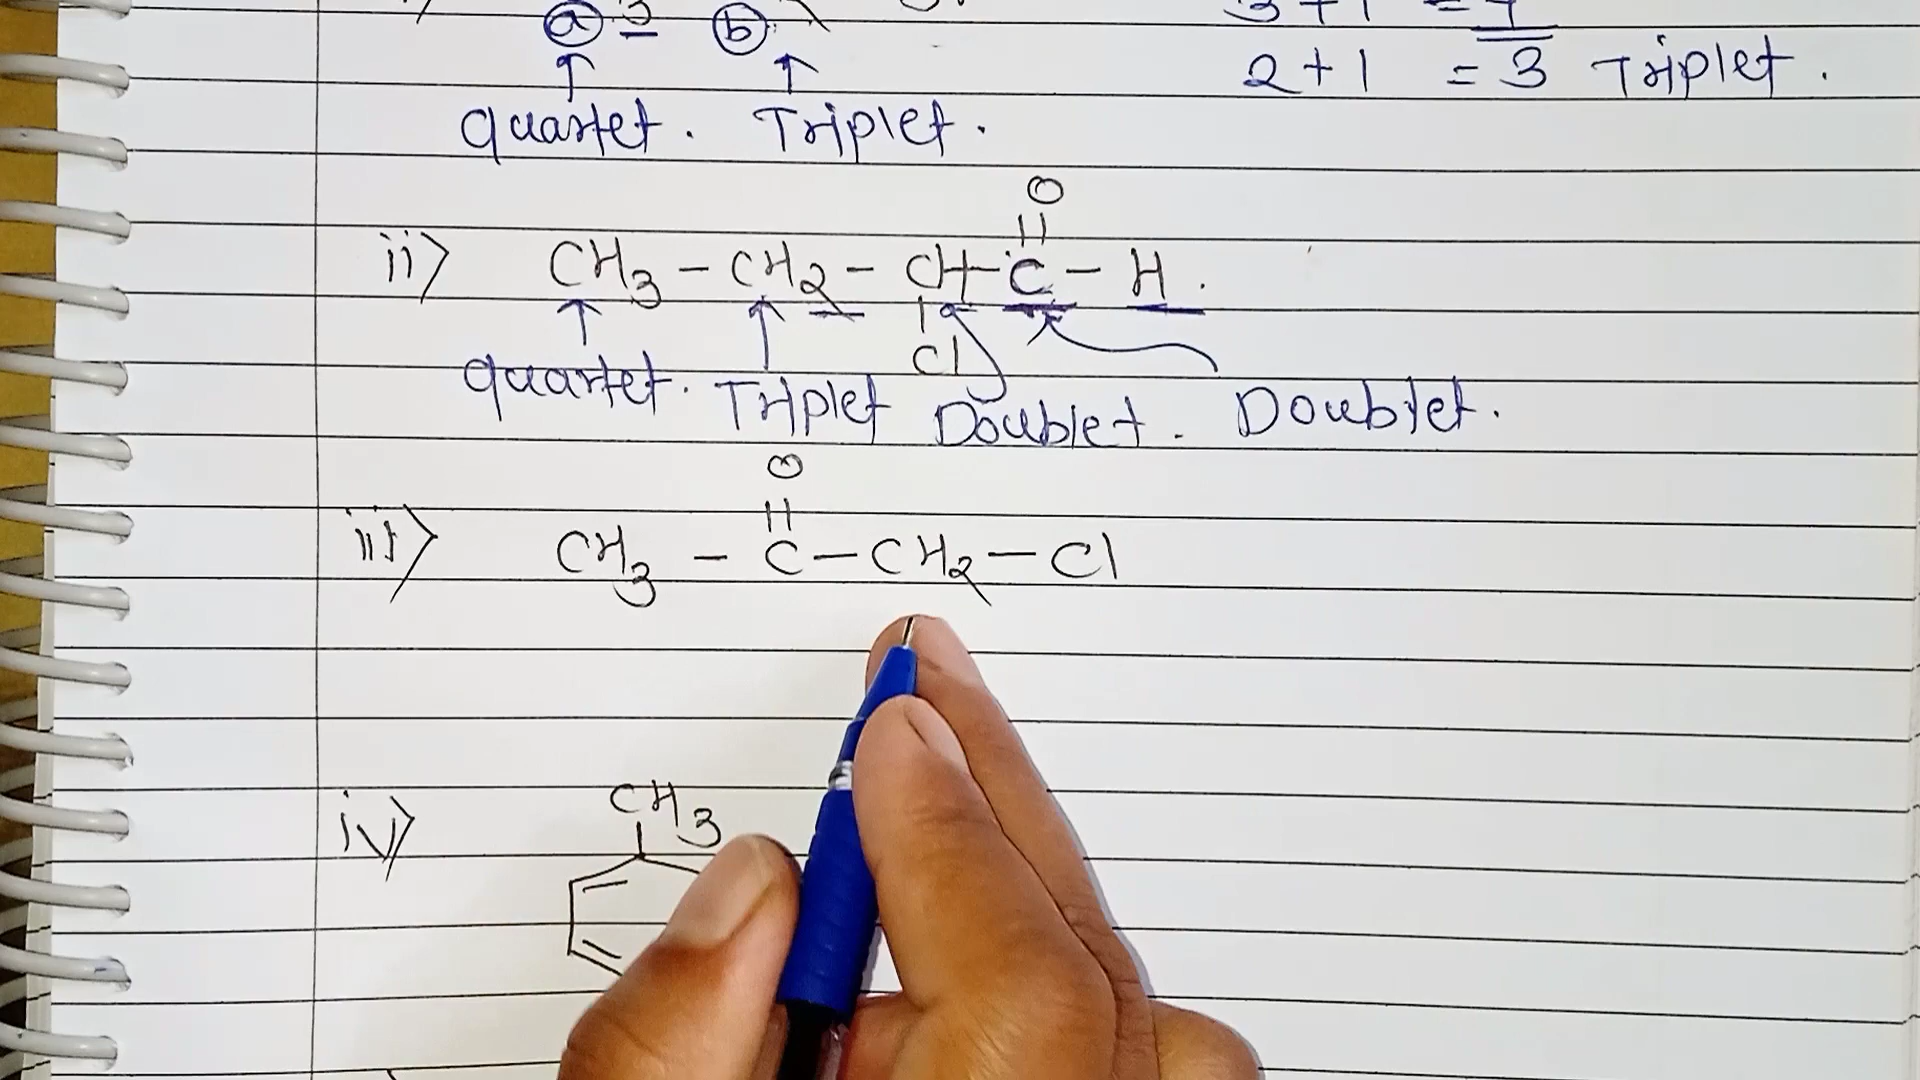 a 3 b
2 + 1 = 3 Triplet.
quartet. Triplet.
O
||
ii) CH3 - CH2 - CH-C - H.
Cl
quartet. Triplet Doublet. Doublet.
O
||
iii) CH3 - C - CH2 - Cl
iv) CH3